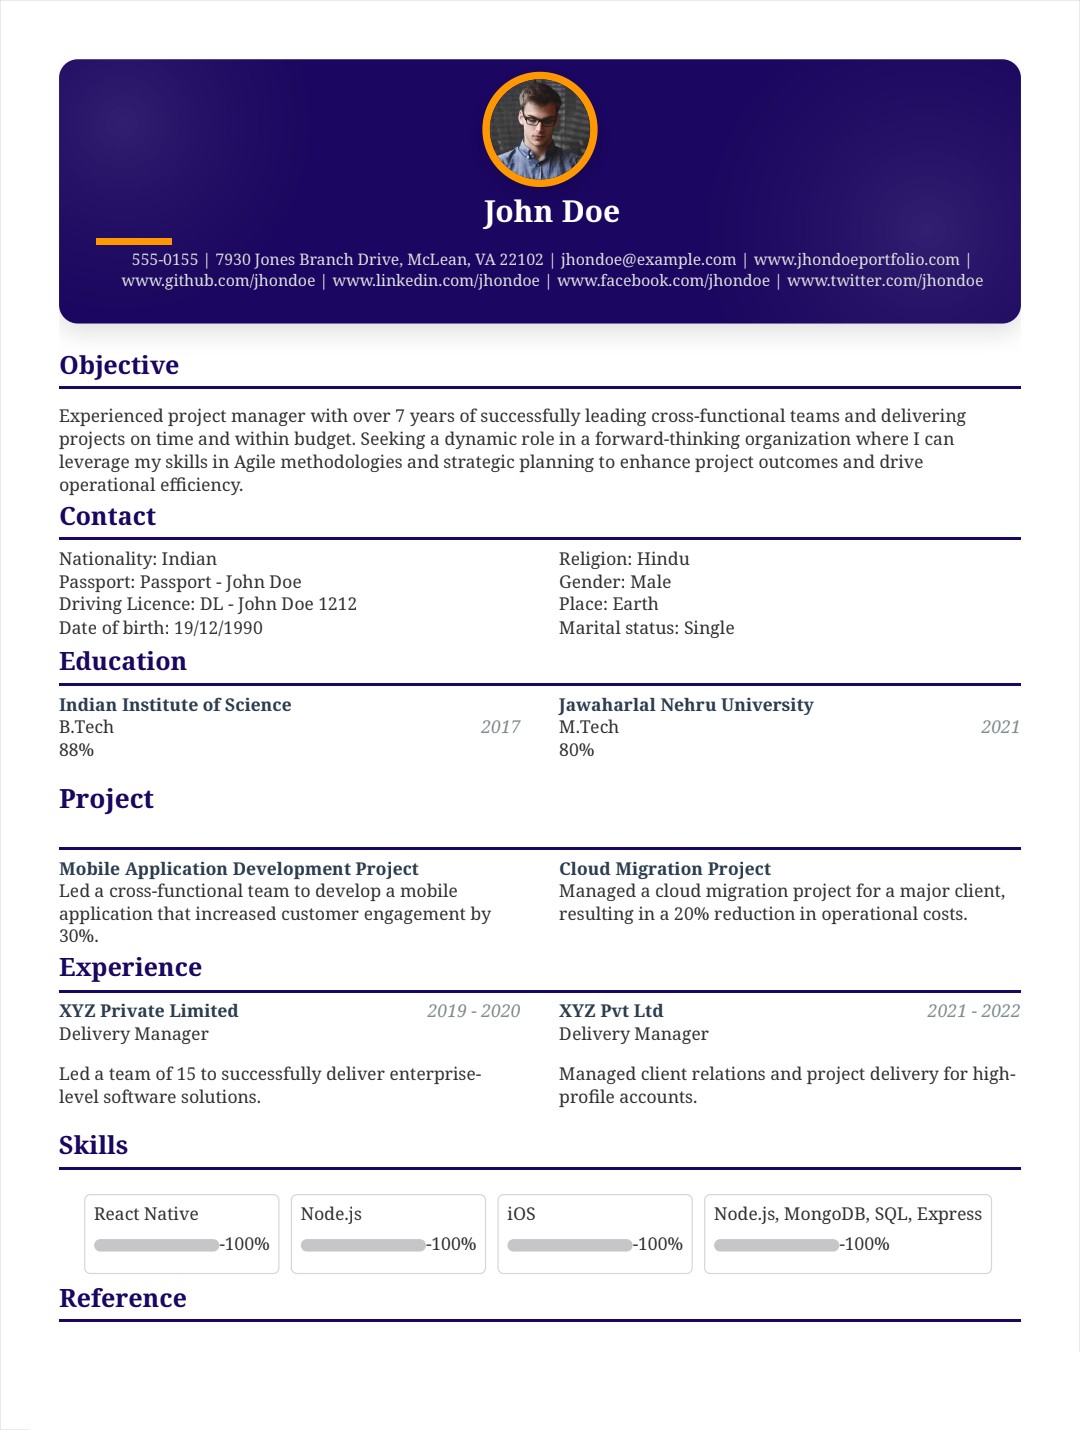 John Doe
555-0155 | 7930 Jones Branch Drive, McLean, VA 22102 | jhondoe@example.com | www.jhondoeportfolio.com |
www.github.com/jhondoe | www.linkedin.com/jhondoe | www.facebook.com/jhondoe | www.twitter.com/jhondoe
Objective
Experienced project manager with over 7 years of successfully leading cross-functional teams and delivering
projects on time and within budget. Seeking a dynamic role in a forward-thinking organization where I can
leverage my skills in Agile methodologies and strategic planning to enhance project outcomes and drive
operational efficiency.
Contact
Nationality: Indian
Passport: Passport - John Doe
Driving Licence: DL - John Doe 1212
Date of birth: 19/12/1990
Religion: Hindu
Gender: Male
Place: Earth
Marital status: Single
Education
Indian Institute of Science
B.Tech 2017
88%
Jawaharlal Nehru University
M.Tech 2021
80%
Project
Mobile Application Development Project
Led a cross-functional team to develop a mobile
application that increased customer engagement by
30%.
Cloud Migration Project
Managed a cloud migration project for a major client,
resulting in a 20% reduction in operational costs.
Experience
XYZ Private Limited 2019 - 2020
Delivery Manager
Led a team of 15 to successfully deliver enterprise-
level software solutions.
XYZ Pvt Ltd 2021 - 2022
Delivery Manager
Managed client relations and project delivery for high-
profile accounts.
Skills
React Native
-100%
Node.js
-100%
iOS
-100%
Node.js, MongoDB, SQL, Express
-100%
Reference